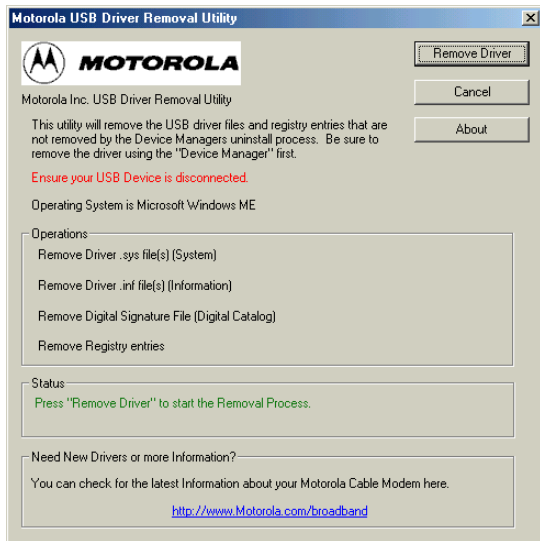 Motorola USB Driver Removal Utility
MOTOROLA
Remove Driver
Cancel
About
Motorola Inc. USB Driver Removal Utility
This utility will remove the USB driver files and registry entries that are
not removed by the Device Managers uninstall process. Be sure to
remove the driver using the "Device Manager" first.
Ensure your USB Device is disconnected.
Operating System is Microsoft Windows ME
Operations
Remove Driver .sys file(s) (System)
Remove Driver .inf file(s) (Information)
Remove Digital Signature File (Digital Catalog)
Remove Registry entries
Status
Press "Remove Driver" to start the Removal Process.
Need New Drivers or more Information?
You can check for the latest Information about your Motorola Cable Modem here.
http://www.Motorola.com/broadband